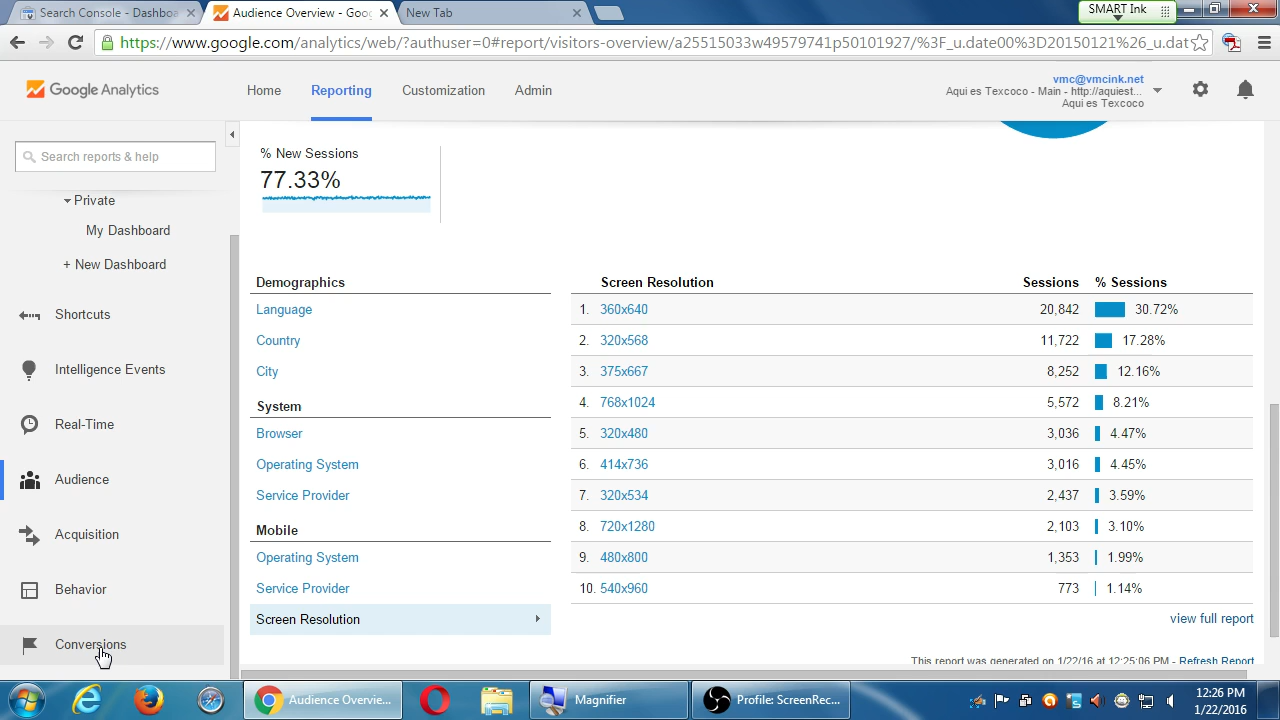 Search Console - Dashboa
Audience Overview - Goog
New Tab
SMART Ink
https://www.google.com/analytics/web/?authuser=0#report/visitors-overview/a25515033w49579741p50101927/%3F_u.date00%3D20150121%26_u.dat
Google Analytics
Home
Reporting
Customization
Admin
vmc@vmcink.net
Aqui es Texcoco - Main - http://aquiest...
Aqui es Texcoco
Search reports & help
Private
My Dashboard
+ New Dashboard
Shortcuts
Intelligence Events
Real-Time
Audience
Acquisition
Behavior
Conversions
% New Sessions
77.33%
Demographics
Language
Country
City
System
Browser
Operating System
Service Provider
Mobile
Operating System
Service Provider
Screen Resolution
Screen Resolution Sessions % Sessions
1. 360x640 20,842 30.72%
2. 320x568 11,722 17.28%
3. 375x667 8,252 12.16%
4. 768x1024 5,572 8.21%
5. 320x480 3,036 4.47%
6. 414x736 3,016 4.45%
7. 320x534 2,437 3.59%
8. 720x1280 2,103 3.10%
9. 480x800 1,353 1.99%
10. 540x960 773 1.14%
view full report
This report was generated on 1/22/16 at 12:25:06 PM - Refresh Report
Audience Overvie...
Magnifier
Profile: ScreenRec...
12:26 PM
1/22/2016